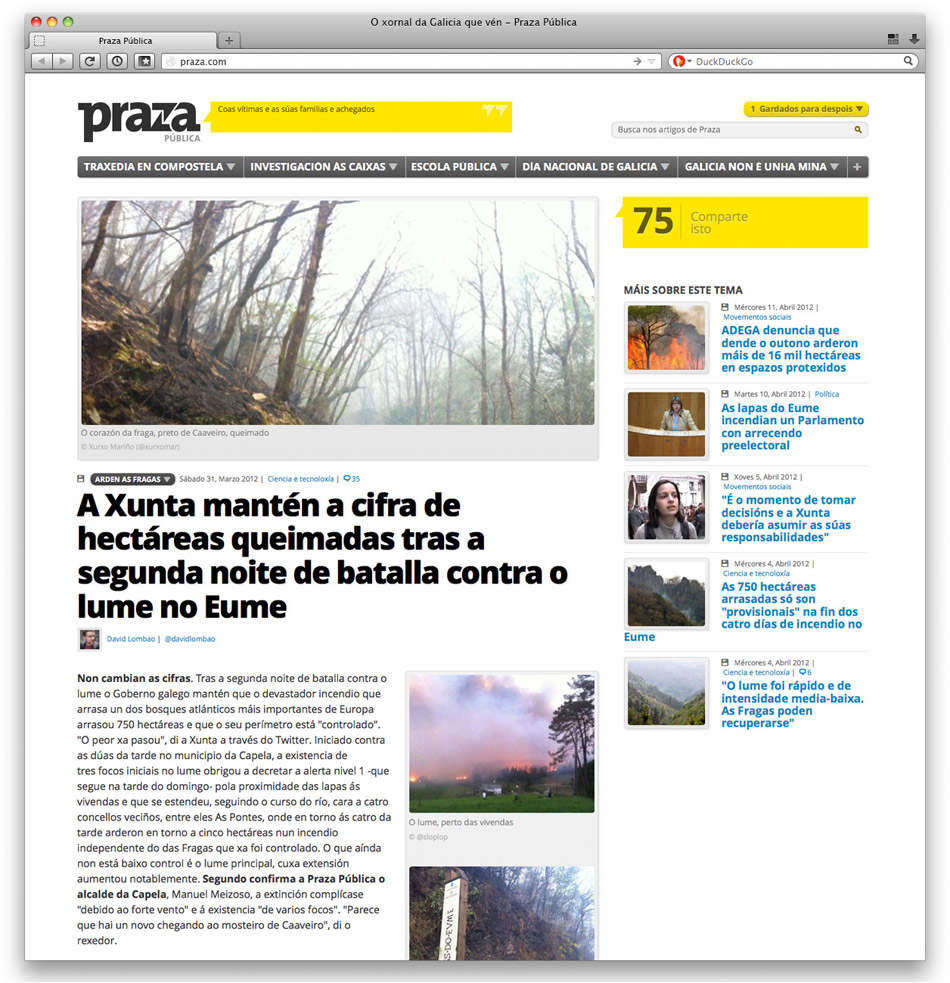 O xornal da Galicia que vén – Praza Pública
Praza Pública
praza.com
DuckDuckGo
praza
PÚBLICA
Coas vítimas e as súas familias e achegados
1 Gardados para despois
Busca nos artigos de Praza
TRAXEDIA EN COMPOSTELA
INVESTIGACIÓN ÁS CAIXAS
ESCOLA PÚBLICA
DÍA NACIONAL DE GALICIA
GALICIA NON É UNHA MINA
+
O corazón da fraga, preto de Caaveiro, queimado
© Xurxo Mariño (@xurxomar)
ARDEN AS FRAGAS Sábado 31, Marzo 2012 | Ciencia e tecnoloxía | 35
A Xunta mantén a cifra de
hectáreas queimadas tras a
segunda noite de batalla contra o
lume no Eume
David Lombao | @davidlombao
Non cambian as cifras. Tras a segunda noite de batalla contra o
lume o Goberno galego mantén que o devastador incendio que
arrasa un dos bosques atlánticos máis importantes de Europa
arrasou 750 hectáreas e que o seu perímetro está "controlado".
"O peor xa pasou", di a Xunta a través do Twitter. Iniciado contra
as dúas da tarde no municipio da Capela, a existencia de
tres focos iniciais no lume obrigou a decretar a alerta nivel 1 -que
segue na tarde do domingo- pola proximidade das lapas ás
vivendas e que se estendeu, seguindo o curso do río, cara a catro
concellos veciños, entre eles As Pontes, onde en torno ás catro da
tarde arderon en torno a cinco hectáreas nun incendio
independente do das Fragas que xa foi controlado. O que aínda
non está baixo control é o lume principal, cuxa extensión
aumentou notablemente. Segundo confirma a Praza Pública o
alcalde da Capela, Manuel Meizoso, a extinción complícase
"debido ao forte vento" e á existencia "de varios focos". "Parece
que hai un novo chegando ao mosteiro de Caaveiro", di o
rexedor.
O lume, perto das vivendas
© @sloplop
S-DO-EVME
75
Comparte
isto
MÁIS SOBRE ESTE TEMA
Mércores 11, Abril 2012 |
Movementos sociais
ADEGA denuncia que
dende o outono arderon
máis de 16 mil hectáreas
en espazos protexidos
Martes 10, Abril 2012 | Política
As lapas do Eume
incendian un Parlamento
con arrecendo
preelectoral
Xoves 5, Abril 2012 |
Movementos sociais
"É o momento de tomar
decisións e a Xunta
debería asumir as súas
responsabilidades"
Mércores 4, Abril 2012 |
Ciencia e tecnoloxía
As 750 hectáreas
arrasadas só son
"provisionais" na fin dos
catro días de incendio no
Eume
Mércores 4, Abril 2012 |
Ciencia e tecnoloxía | 6
"O lume foi rápido e de
intensidade media-baixa.
As Fragas poden
recuperarse"